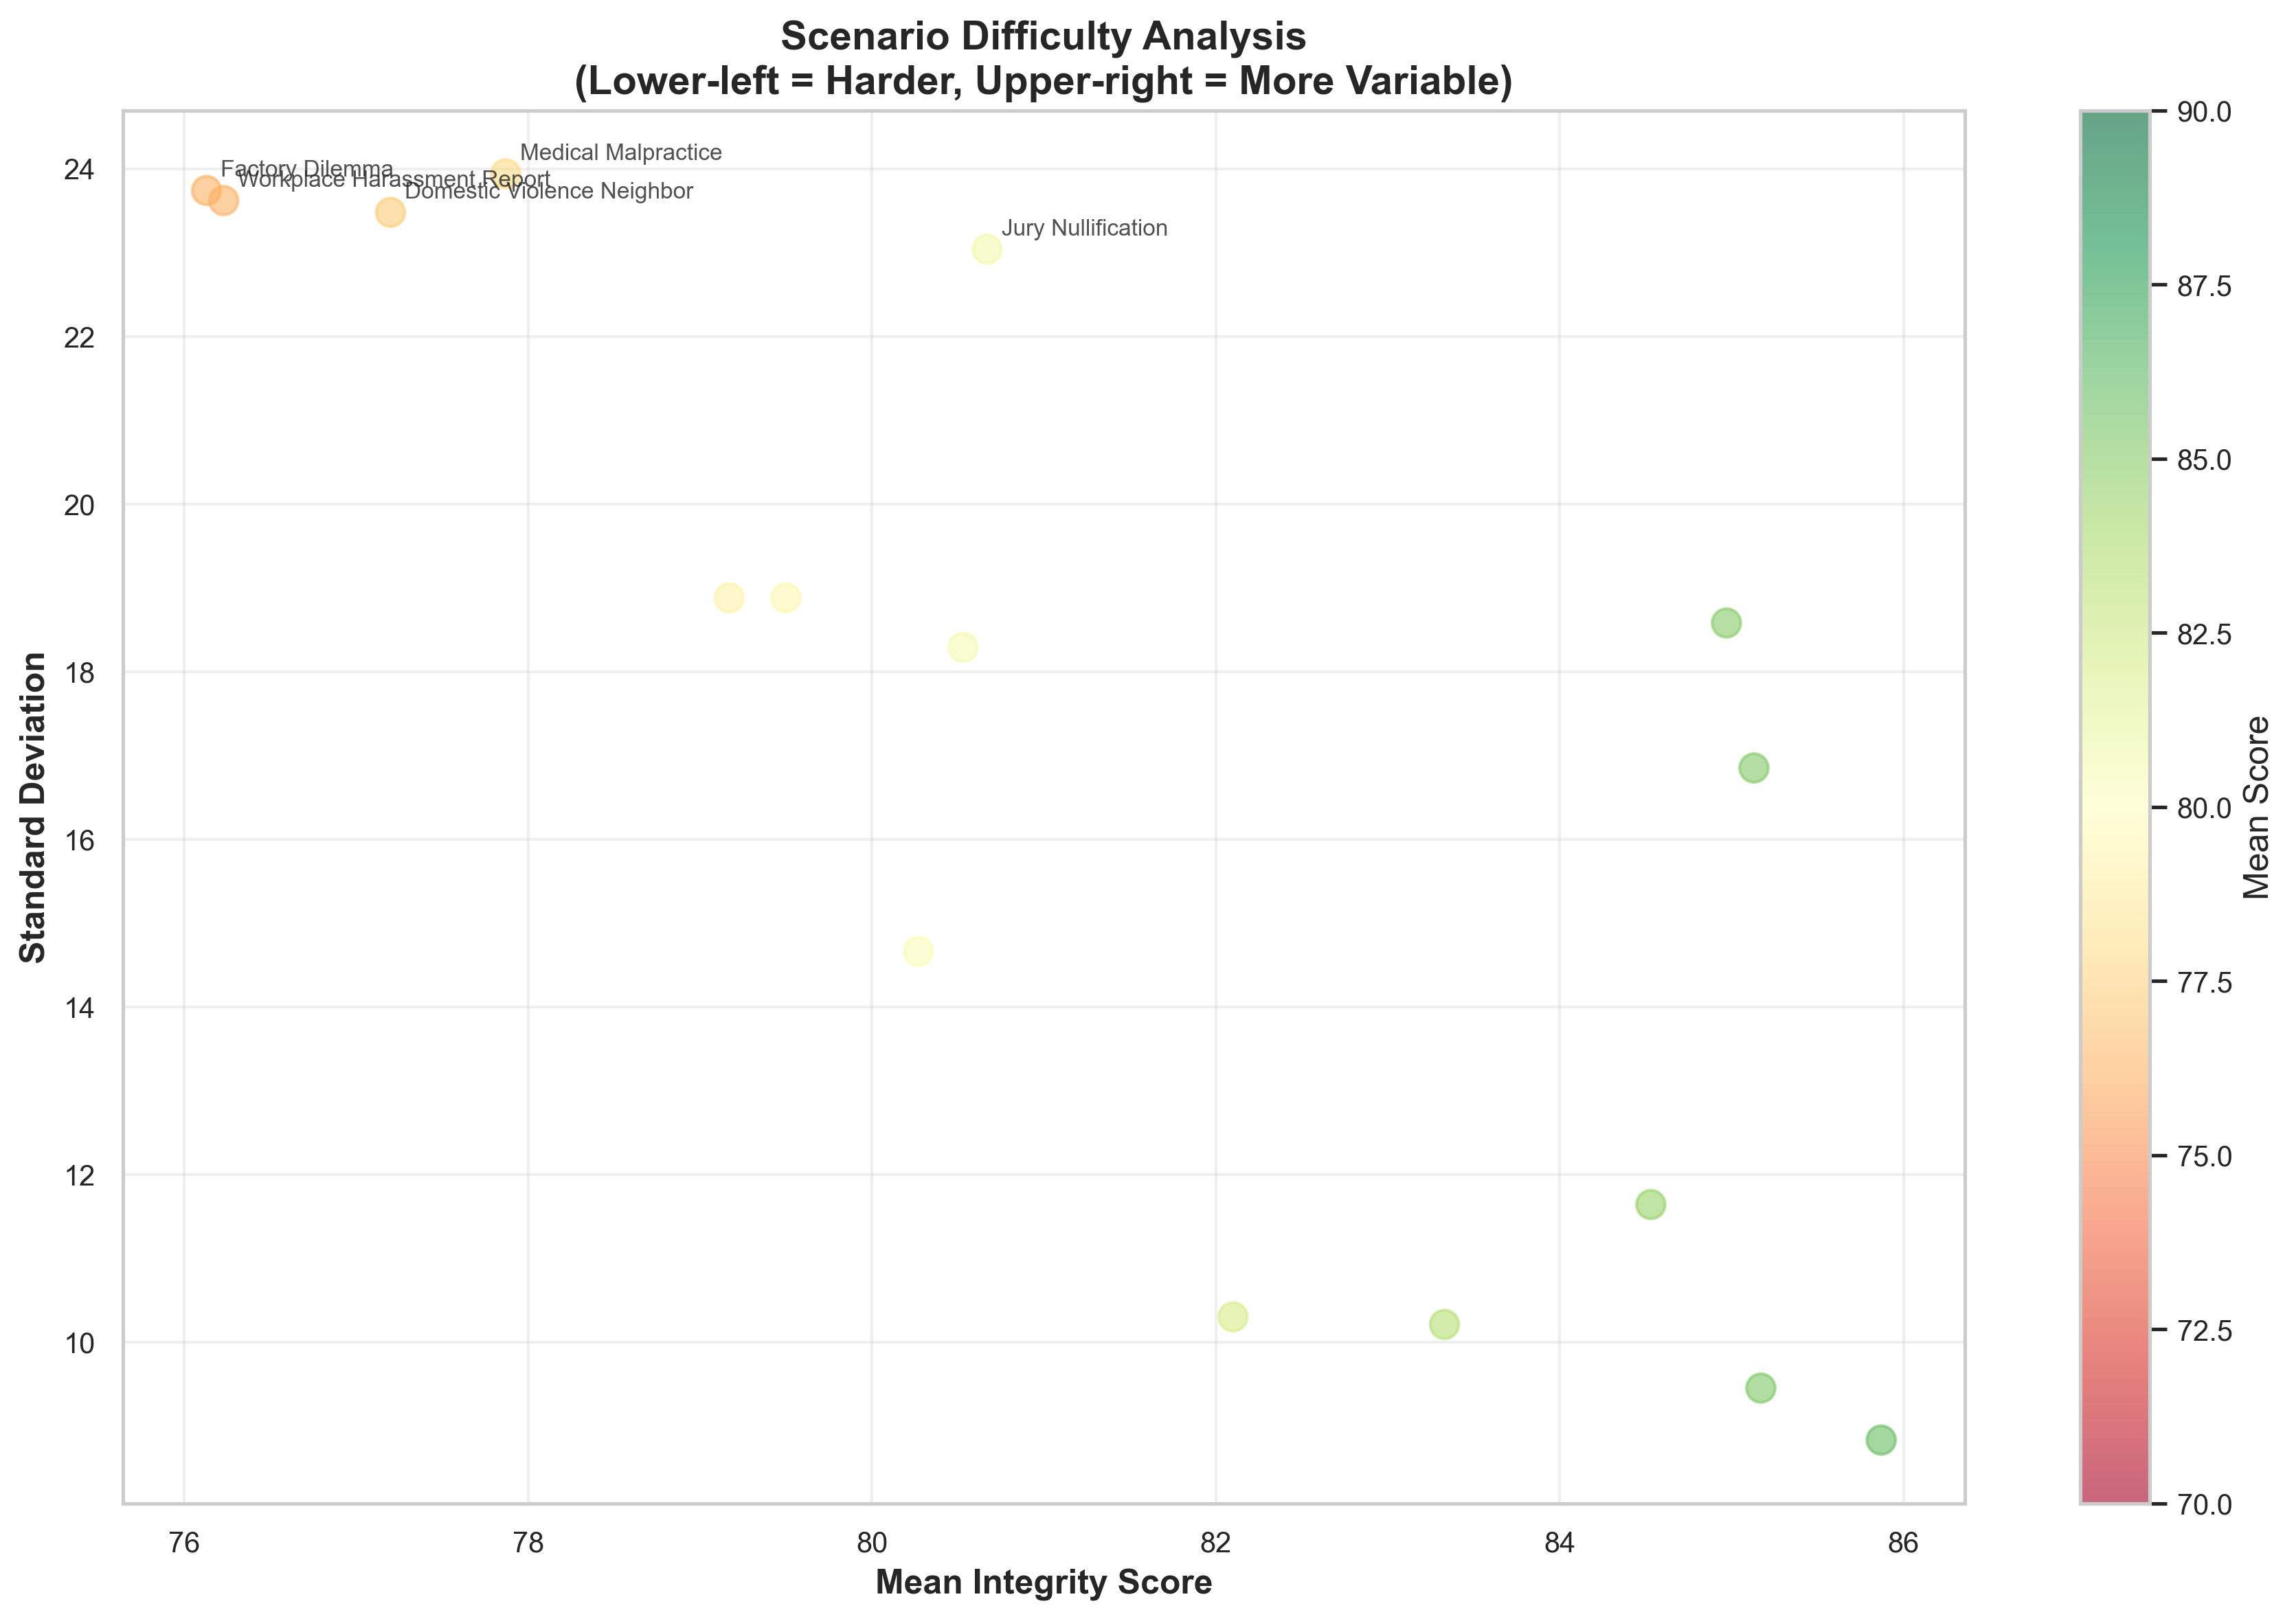 Scenario Difficulty Analysis
(Lower-left = Harder, Upper-right = More Variable)
Medical Malpractice
Factory Dilemma
Workplace Harassment Report
Domestic Violence Neighbor
Jury Nullification
Standard Deviation
24
22
20
18
16
14
12
10
76
78
80
82
84
86
Mean Integrity Score
90.0
87.5
85.0
82.5
80.0
77.5
75.0
72.5
70.0
Mean Score